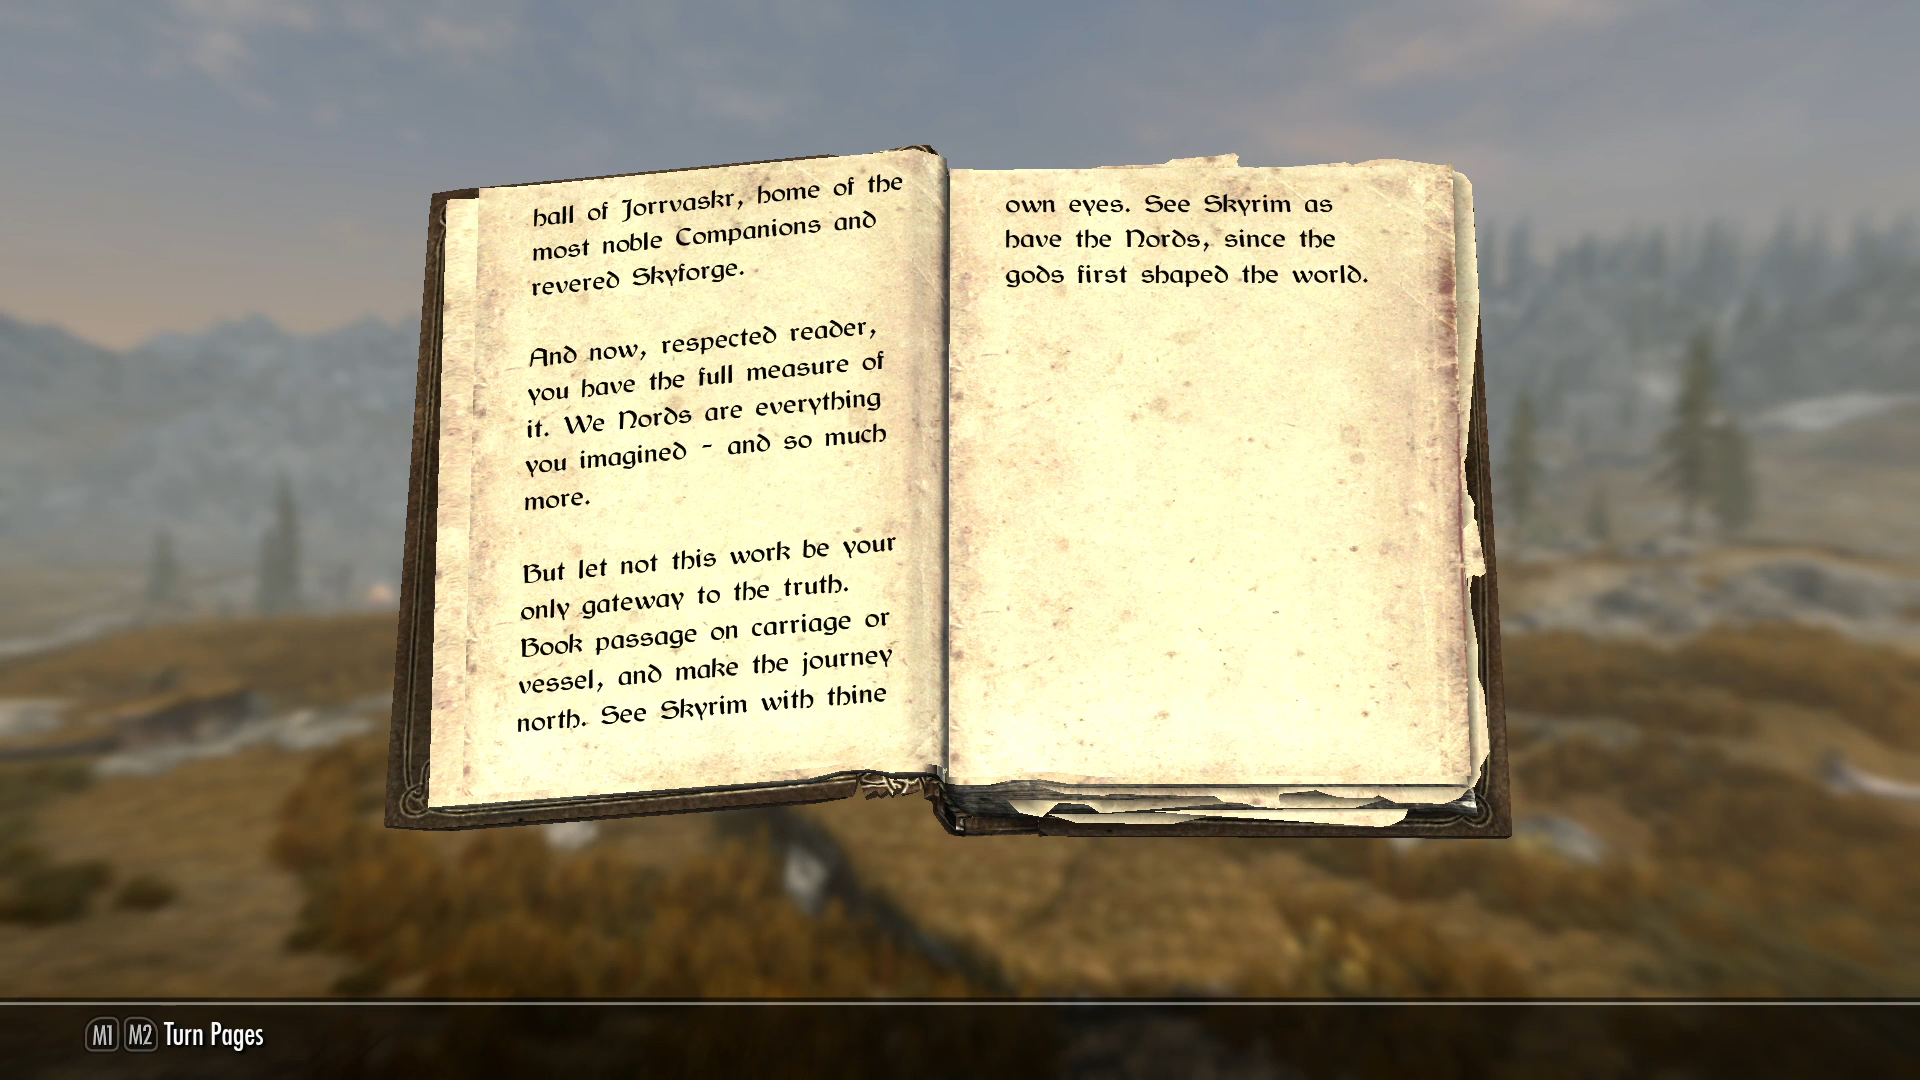 hall of Jorrvaskr, home of the
most noble Companions and
revered Skyforge.
And now, respected reader,
you have the full measure of
it. We Nords are everything
you imagined - and so much
more.
But let not this work be your
only gateway to the truth.
Book passage on carriage or
vessel, and make the journey
north. See Skyrim with thine
own eyes. See Skyrim as
have the Nords, since the
gods first shaped the world.
M1 M2 Turn Pages